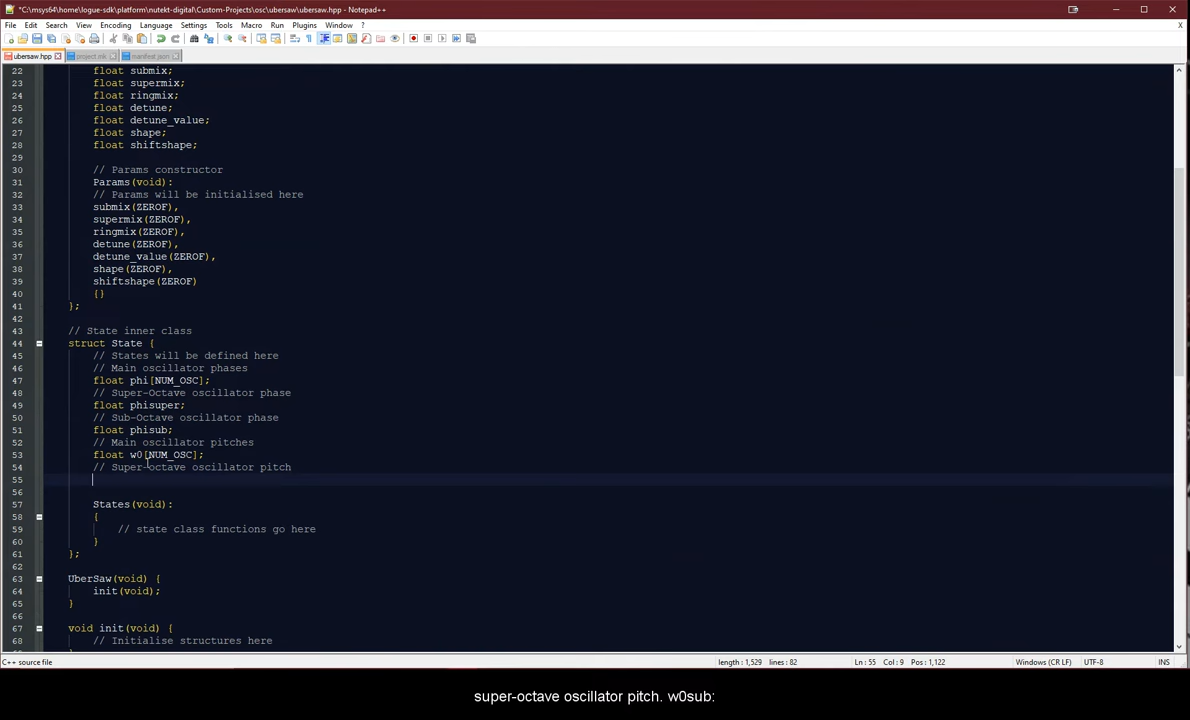 *C:\msys64\home\logue-sdk\platform\nutekt-digital\Custom-Projects\osc\ubersaw\ubersaw.hpp - Notepad++
File Edit Search View Encoding Language Settings Tools Macro Run Plugins Window ? X
ubersaw.hpp project.mk manifest.json
22 float submix;
23 float supermix;
24 float ringmix;
25 float detune;
26 float detune_value;
27 float shape;
28 float shiftshape;
29
30 // Params constructor
31 Params(void):
32 // Params will be initialised here
33 submix(ZEROF),
34 supermix(ZEROF),
35 ringmix(ZEROF),
36 detune(ZEROF),
37 detune_value(ZEROF),
38 shape(ZEROF),
39 shiftshape(ZEROF)
40 {}
41 };
42
43 // State inner class
44 struct State {
45 // States will be defined here
46 // Main oscillator phases
47 float phi[NUM_OSC];
48 // Super-Octave oscillator phase
49 float phisuper;
50 // Sub-Octave oscillator phase
51 float phisub;
52 // Main oscillator pitches
53 float w0[NUM_OSC];
54 // Super-octave oscillator pitch
55
56
57 States(void):
58 {
59 // state class functions go here
60 }
61 };
62
63 UberSaw(void) {
64 init(void);
65 }
66
67 void init(void) {
68 // Initialise structures here
C++ source file length : 1,529 lines : 82 Ln : 55 Col : 9 Pos : 1,122 Windows (CR LF) UTF-8 INS
super-octave oscillator pitch. w0sub: